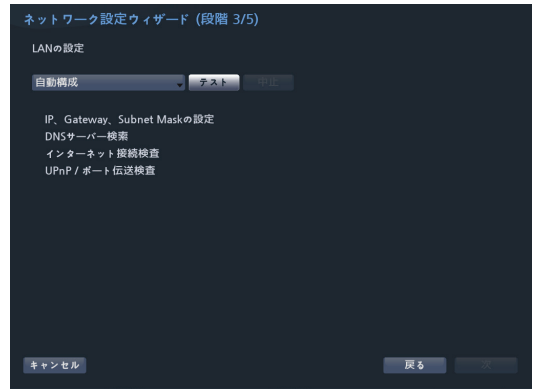 ネットワーク設定ウィザード (段階 3/5)
LANの設定
自動構成 テスト 中止
IP、Gateway、Subnet Maskの設定
DNSサーバー検索
インターネット接続検査
UPnP / ポート伝送検査
キャンセル 戻る 次